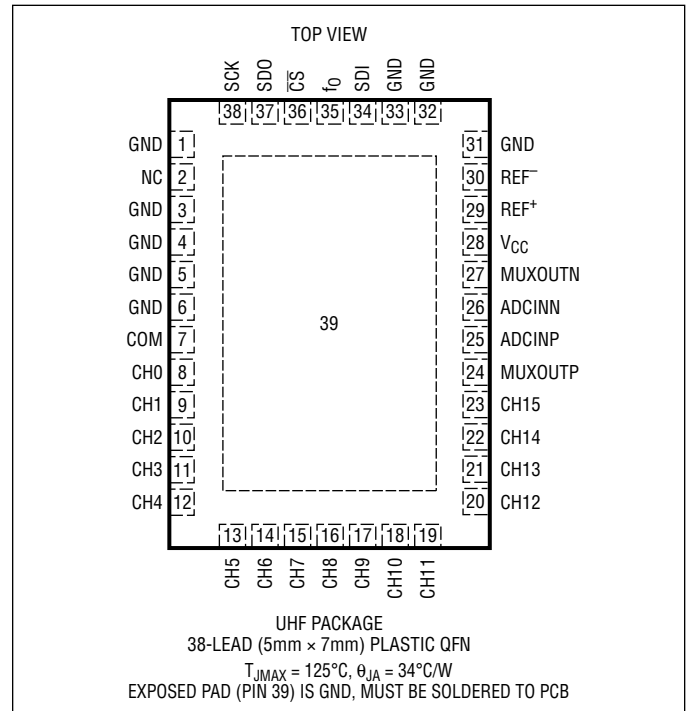 TOP VIEW
SCK SDO CS fO SDI GND GND
38 37 36 35 34 33 32
GND 1 31 GND
NC 2 30 REF–
GND 3 29 REF+
GND 4 28 VCC
GND 5 27 MUXOUTN
GND 6 26 ADCINN
COM 7 39 25 ADCINP
CH0 8 24 MUXOUTP
CH1 9 23 CH15
CH2 10 22 CH14
CH3 11 21 CH13
CH4 12 20 CH12
13 14 15 16 17 18 19
CH5 CH6 CH7 CH8 CH9 CH10 CH11
UHF PACKAGE
38-LEAD (5mm × 7mm) PLASTIC QFN
TJMAX = 125°C, θJA = 34°C/W
EXPOSED PAD (PIN 39) IS GND, MUST BE SOLDERED TO PCB